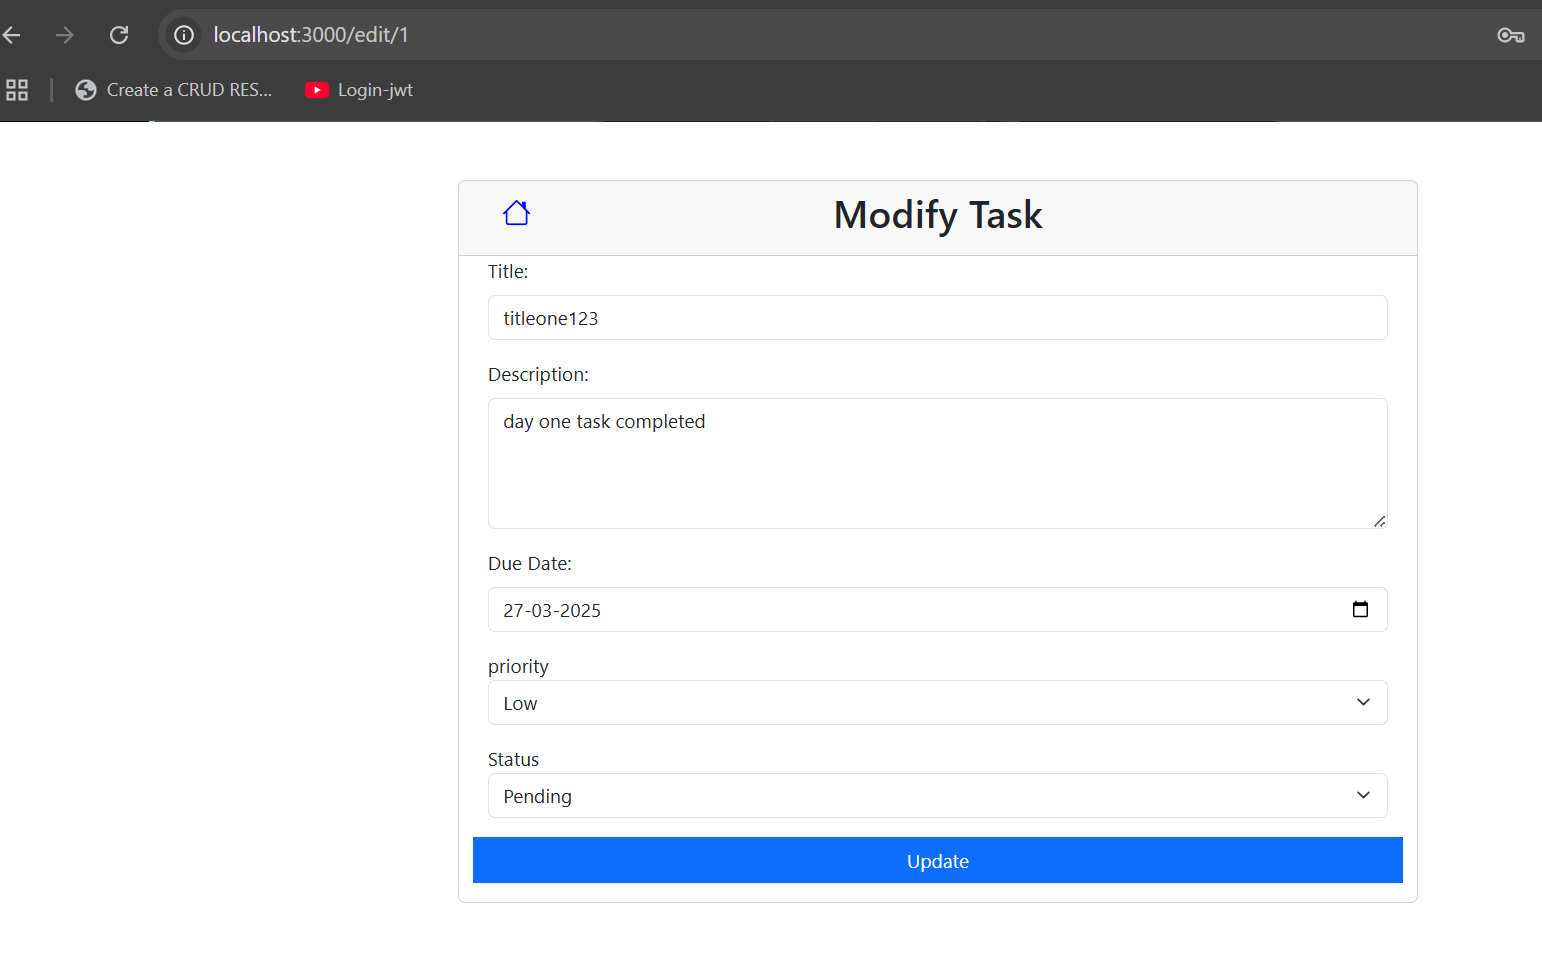 localhost:3000/edit/1
Create a CRUD RES...
Login-jwt
Modify Task
Title:
titleone123
Description:
day one task completed
Due Date:
27-03-2025
priority
Low
Status
Pending
Update